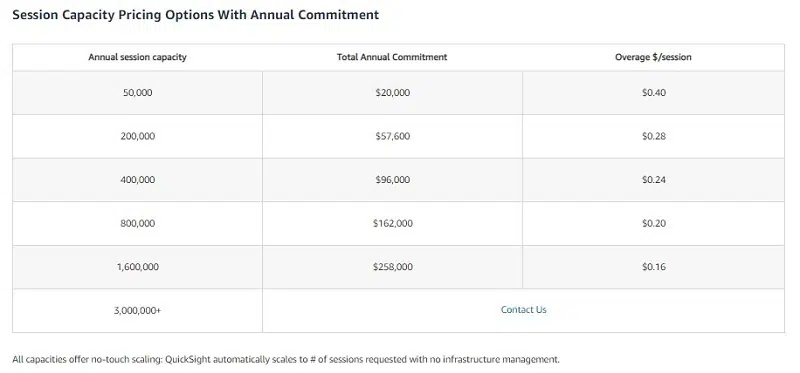 Session Capacity Pricing Options With Annual Commitment
Annual session capacity Total Annual Commitment Overage $/session
50,000 $20,000 $0.40
200,000 $57,600 $0.28
400,000 $96,000 $0.24
800,000 $162,000 $0.20
1,600,000 $258,000 $0.16
3,000,000+ Contact Us
All capacities offer no-touch scaling: QuickSight automatically scales to # of sessions requested with no infrastructure management.